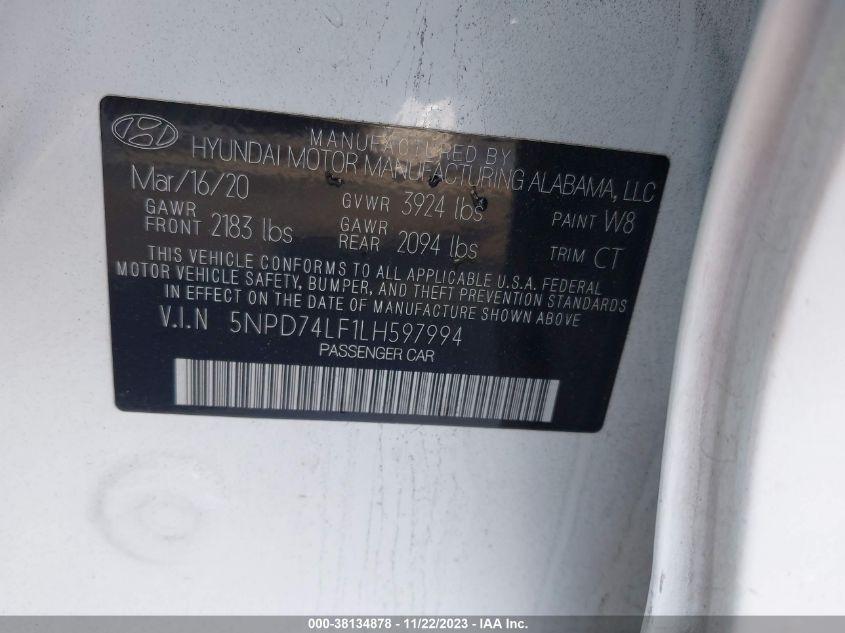 MANUFACTURED BY
HYUNDAI MOTOR MANUFACTURING ALABAMA, LLC
Mar/16/20 GVWR 3924 lbs PAINT W8
GAWR FRONT 2183 lbs GAWR REAR 2094 lbs TRIM CT
THIS VEHICLE CONFORMS TO ALL APPLICABLE U.S.A. FEDERAL
MOTOR VEHICLE SAFETY, BUMPER, AND THEFT PREVENTION STANDARDS
IN EFFECT ON THE DATE OF MANUFACTURE SHOWN ABOVE.
V.I.N 5NPD74LF1LH597994
PASSENGER CAR
000-38134878 - 11/22/2023 - © IAA, Inc.